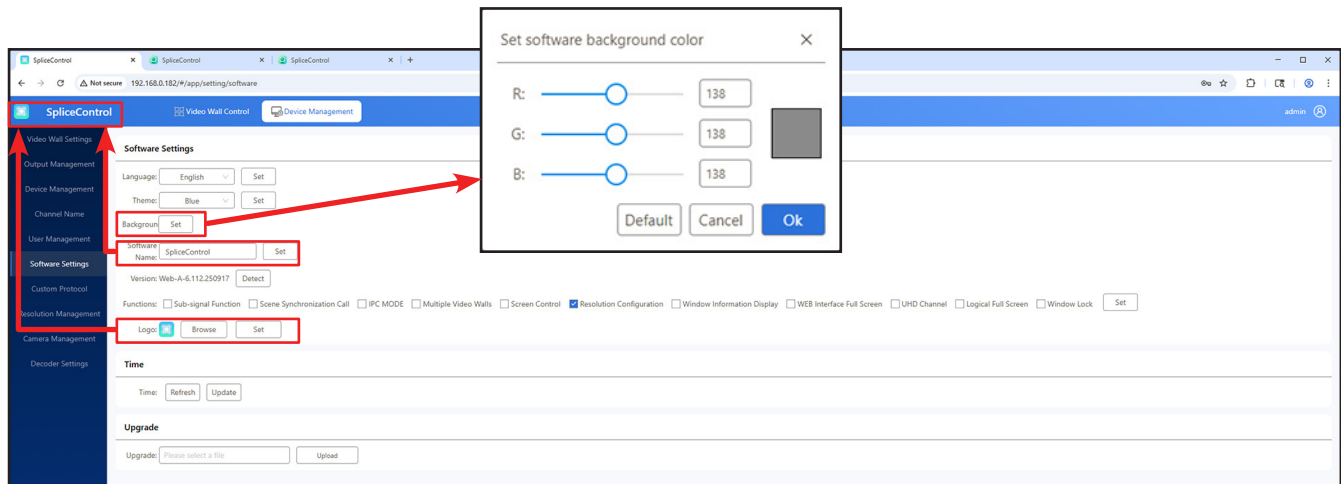 Set software background color
R: 138
G: 138
B: 138
Default Cancel Ok
SpliceControl SpliceControl SpliceControl
Not secure 192.168.0.182/#/app/setting/software
SpliceControl Video Wall Control Device Management admin
Video Wall Settings
Output Management
Device Management
Channel Name
User Management
Software Settings
Custom Protocol
Resolution Management
Camera Management
Decoder Settings
Software Settings
Language: English Set
Theme: Blue Set
Backgroun Set
Software
Name: SpliceControl Set
Version: Web-A-6.112.250917 Detect
Functions: Sub-signal Function Scene Synchronization Call IPC MODE Multiple Video Walls Screen Control Resolution Configuration Window Information Display WEB Interface Full Screen UHD Channel Logical Full Screen Window Lock Set
Logo: Browse Set
Time
Time: Refresh Update
Upgrade
Upgrade: Please select a file Upload